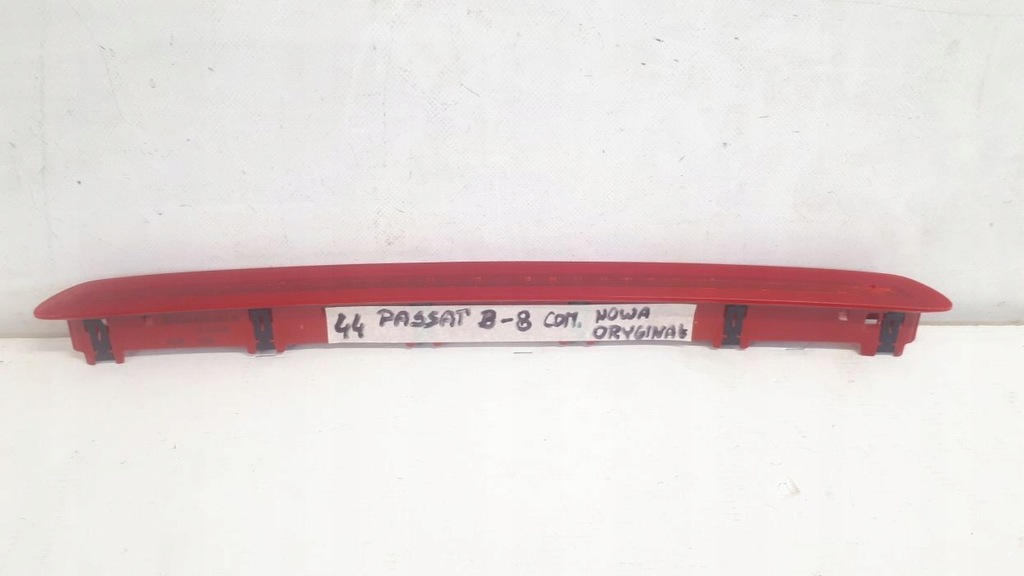 44 PASSAT B-8 COM. NOWA
ORYGINAŁ